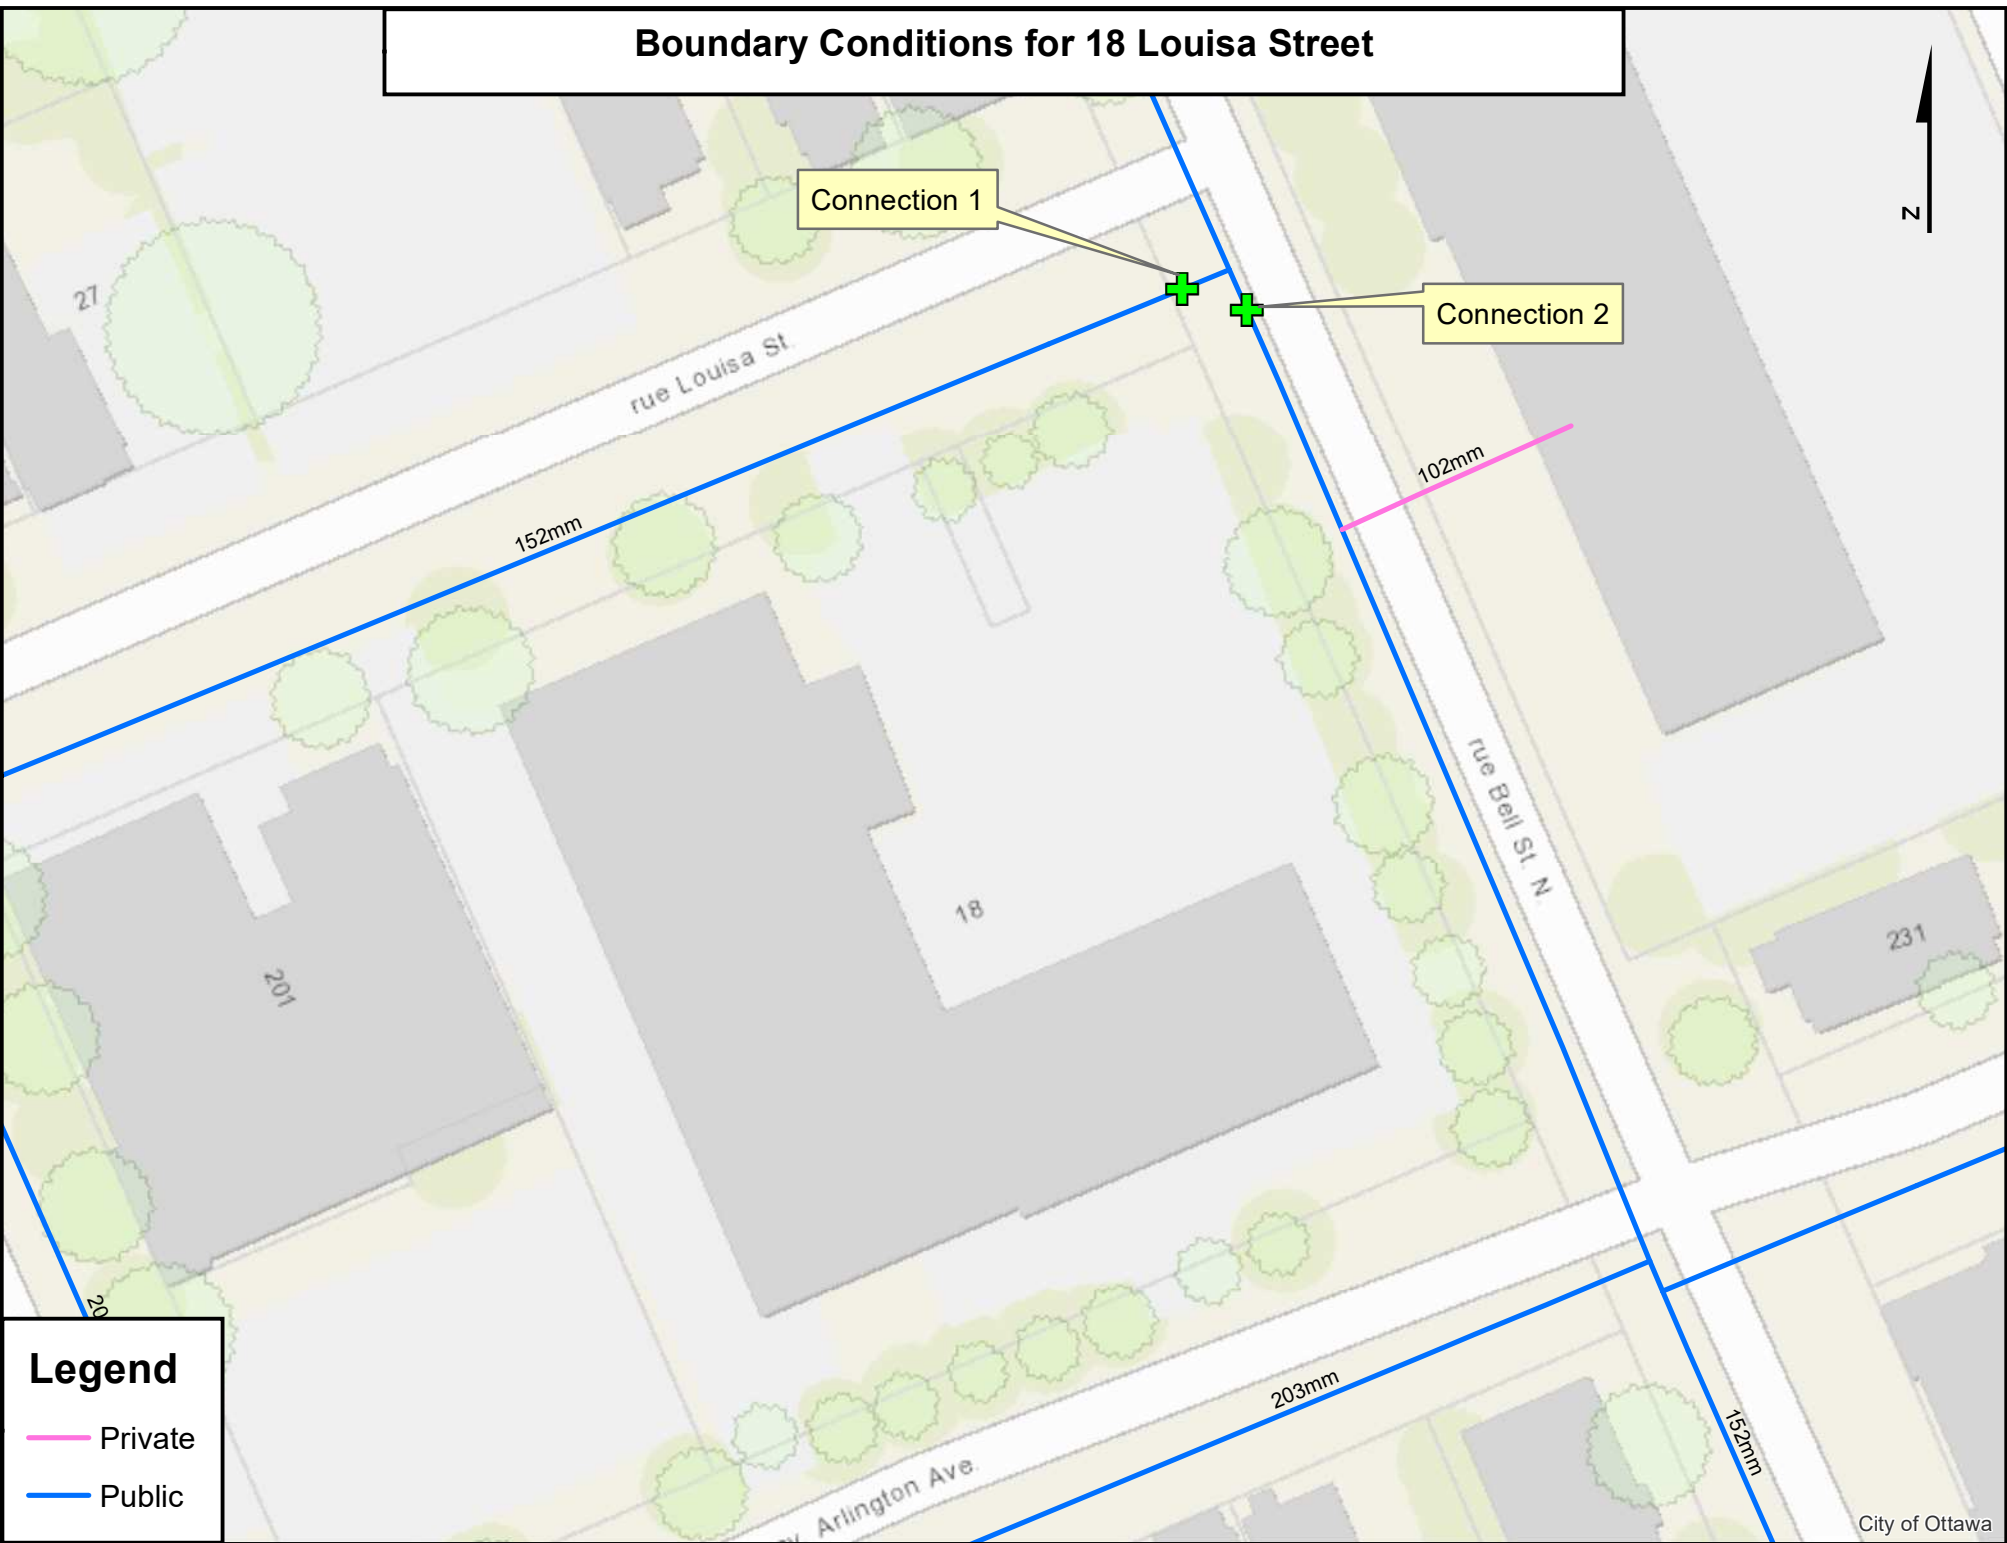 Boundary Conditions for 18 Louisa Street
Connection 1
Connection 2
z
27
rue Louisa St.
102mm
152mm
rue Bell St. N.
18
231
201
20
Legend
Private
Public
203mm
152mm
Arlington Ave.
City of Ottawa